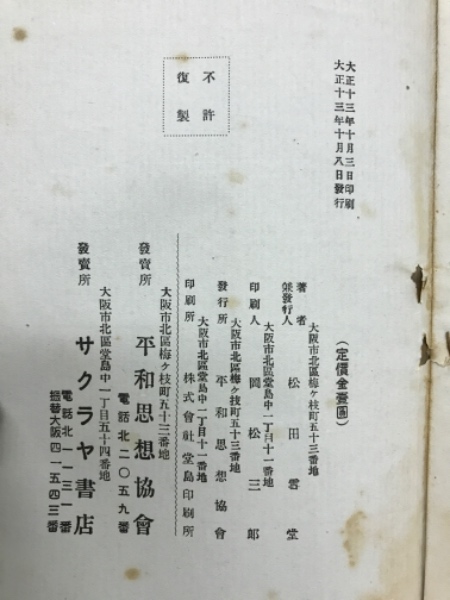 大正十三年十月三日印刷
大正十三年十月八日發行
不許
復製
(定價金壹圓)
大阪市北區梅ケ枝町五十三番地
著者
兼發行人 松田雲堂
大阪市北區堂島中一丁目十一番地
印刷人 岡松三郎
大阪市北區梅ケ枝町五十三番地
發行所 平和思想協會
大阪市北區堂島中一丁目十一番地
印刷所 株式會社堂島印刷所
大阪市北區梅ケ枝町五十三番地
發賣所 平和思想協會
電話北二〇五九番
大阪市北區堂島中一丁目五十四番地
發賣所 サクラヤ書店
電話北一一三一番
振替大阪四一五四三番